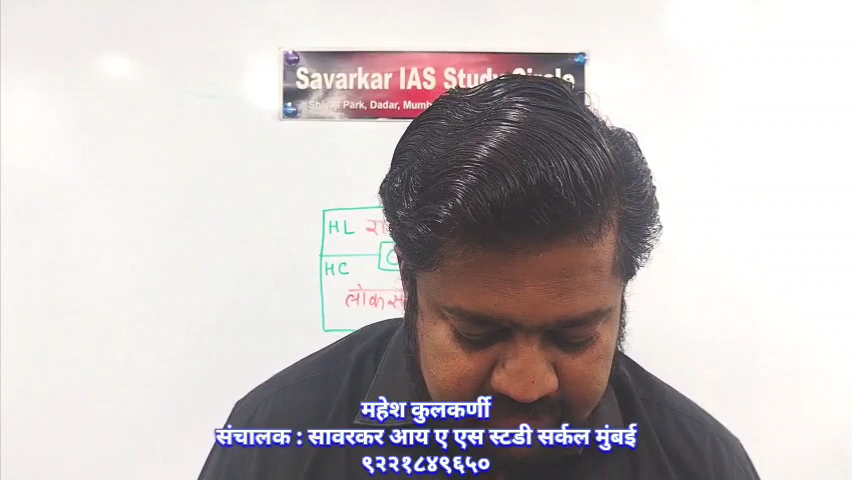 Savarkar IAS Study Circle
Shivaji Park, Dadar,
HL
HC
महेश कुलकर्णी
संचालक : सावरकर आय ए एस स्टडी सर्कल मुंबई
९२२१८४९६५०